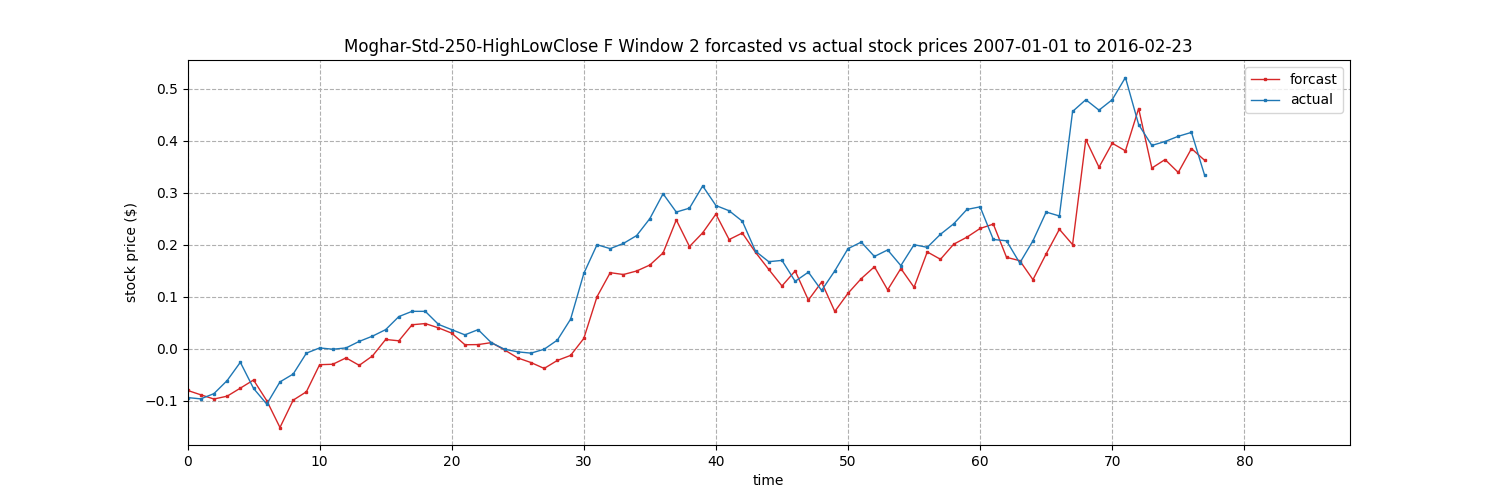 Moghar-Std-250-HighLowClose F Window 2 forcasted vs actual stock prices 2007-01-01 to 2016-02-23
forcast
actual
stock price ($)
0.5
0.4
0.3
0.2
0.1
0.0
−0.1
0 10 20 30 40 50 60 70 80
time